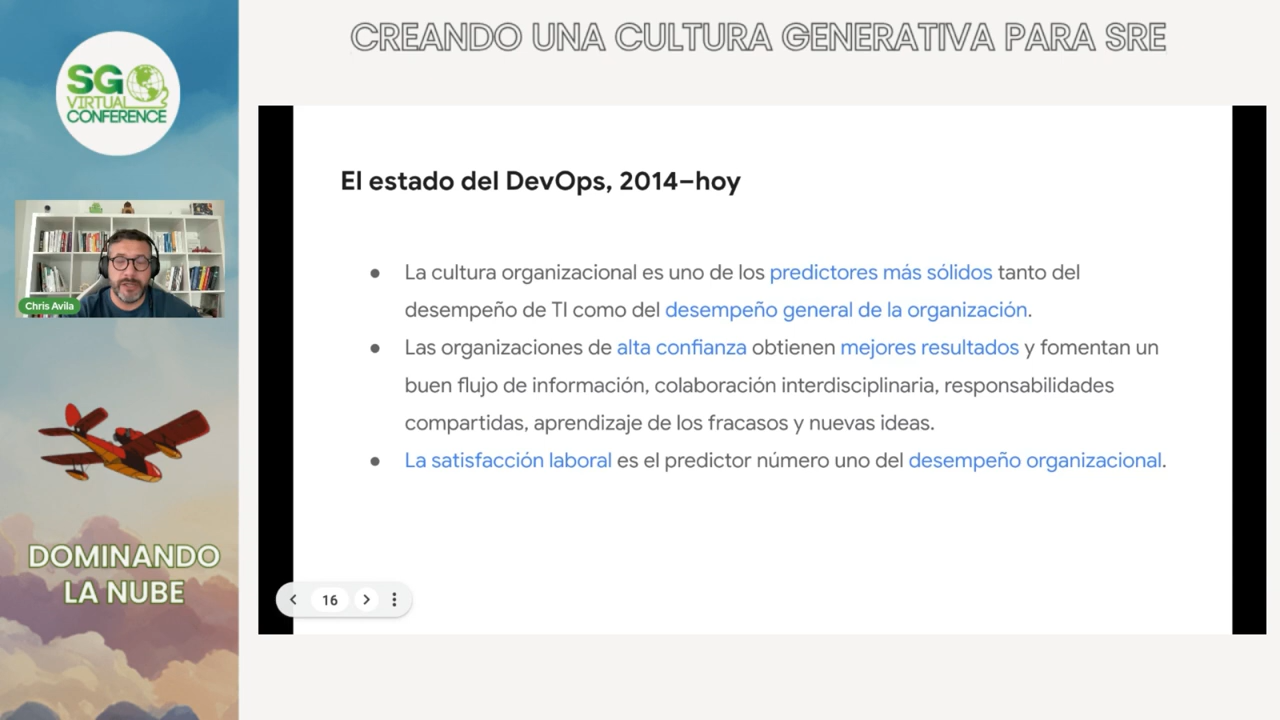 CREANDO UNA CULTURA GENERATIVA PARA SRE
SG
VIRTUAL
CONFERENCE
Chris Avila
DOMINANDO
LA NUBE
El estado del DevOps, 2014–hoy
● La cultura organizacional es uno de los predictores más sólidos tanto del
desempeño de TI como del desempeño general de la organización.
● Las organizaciones de alta confianza obtienen mejores resultados y fomentan un
buen flujo de información, colaboración interdisciplinaria, responsabilidades
compartidas, aprendizaje de los fracasos y nuevas ideas.
● La satisfacción laboral es el predictor número uno del desempeño organizacional.
16